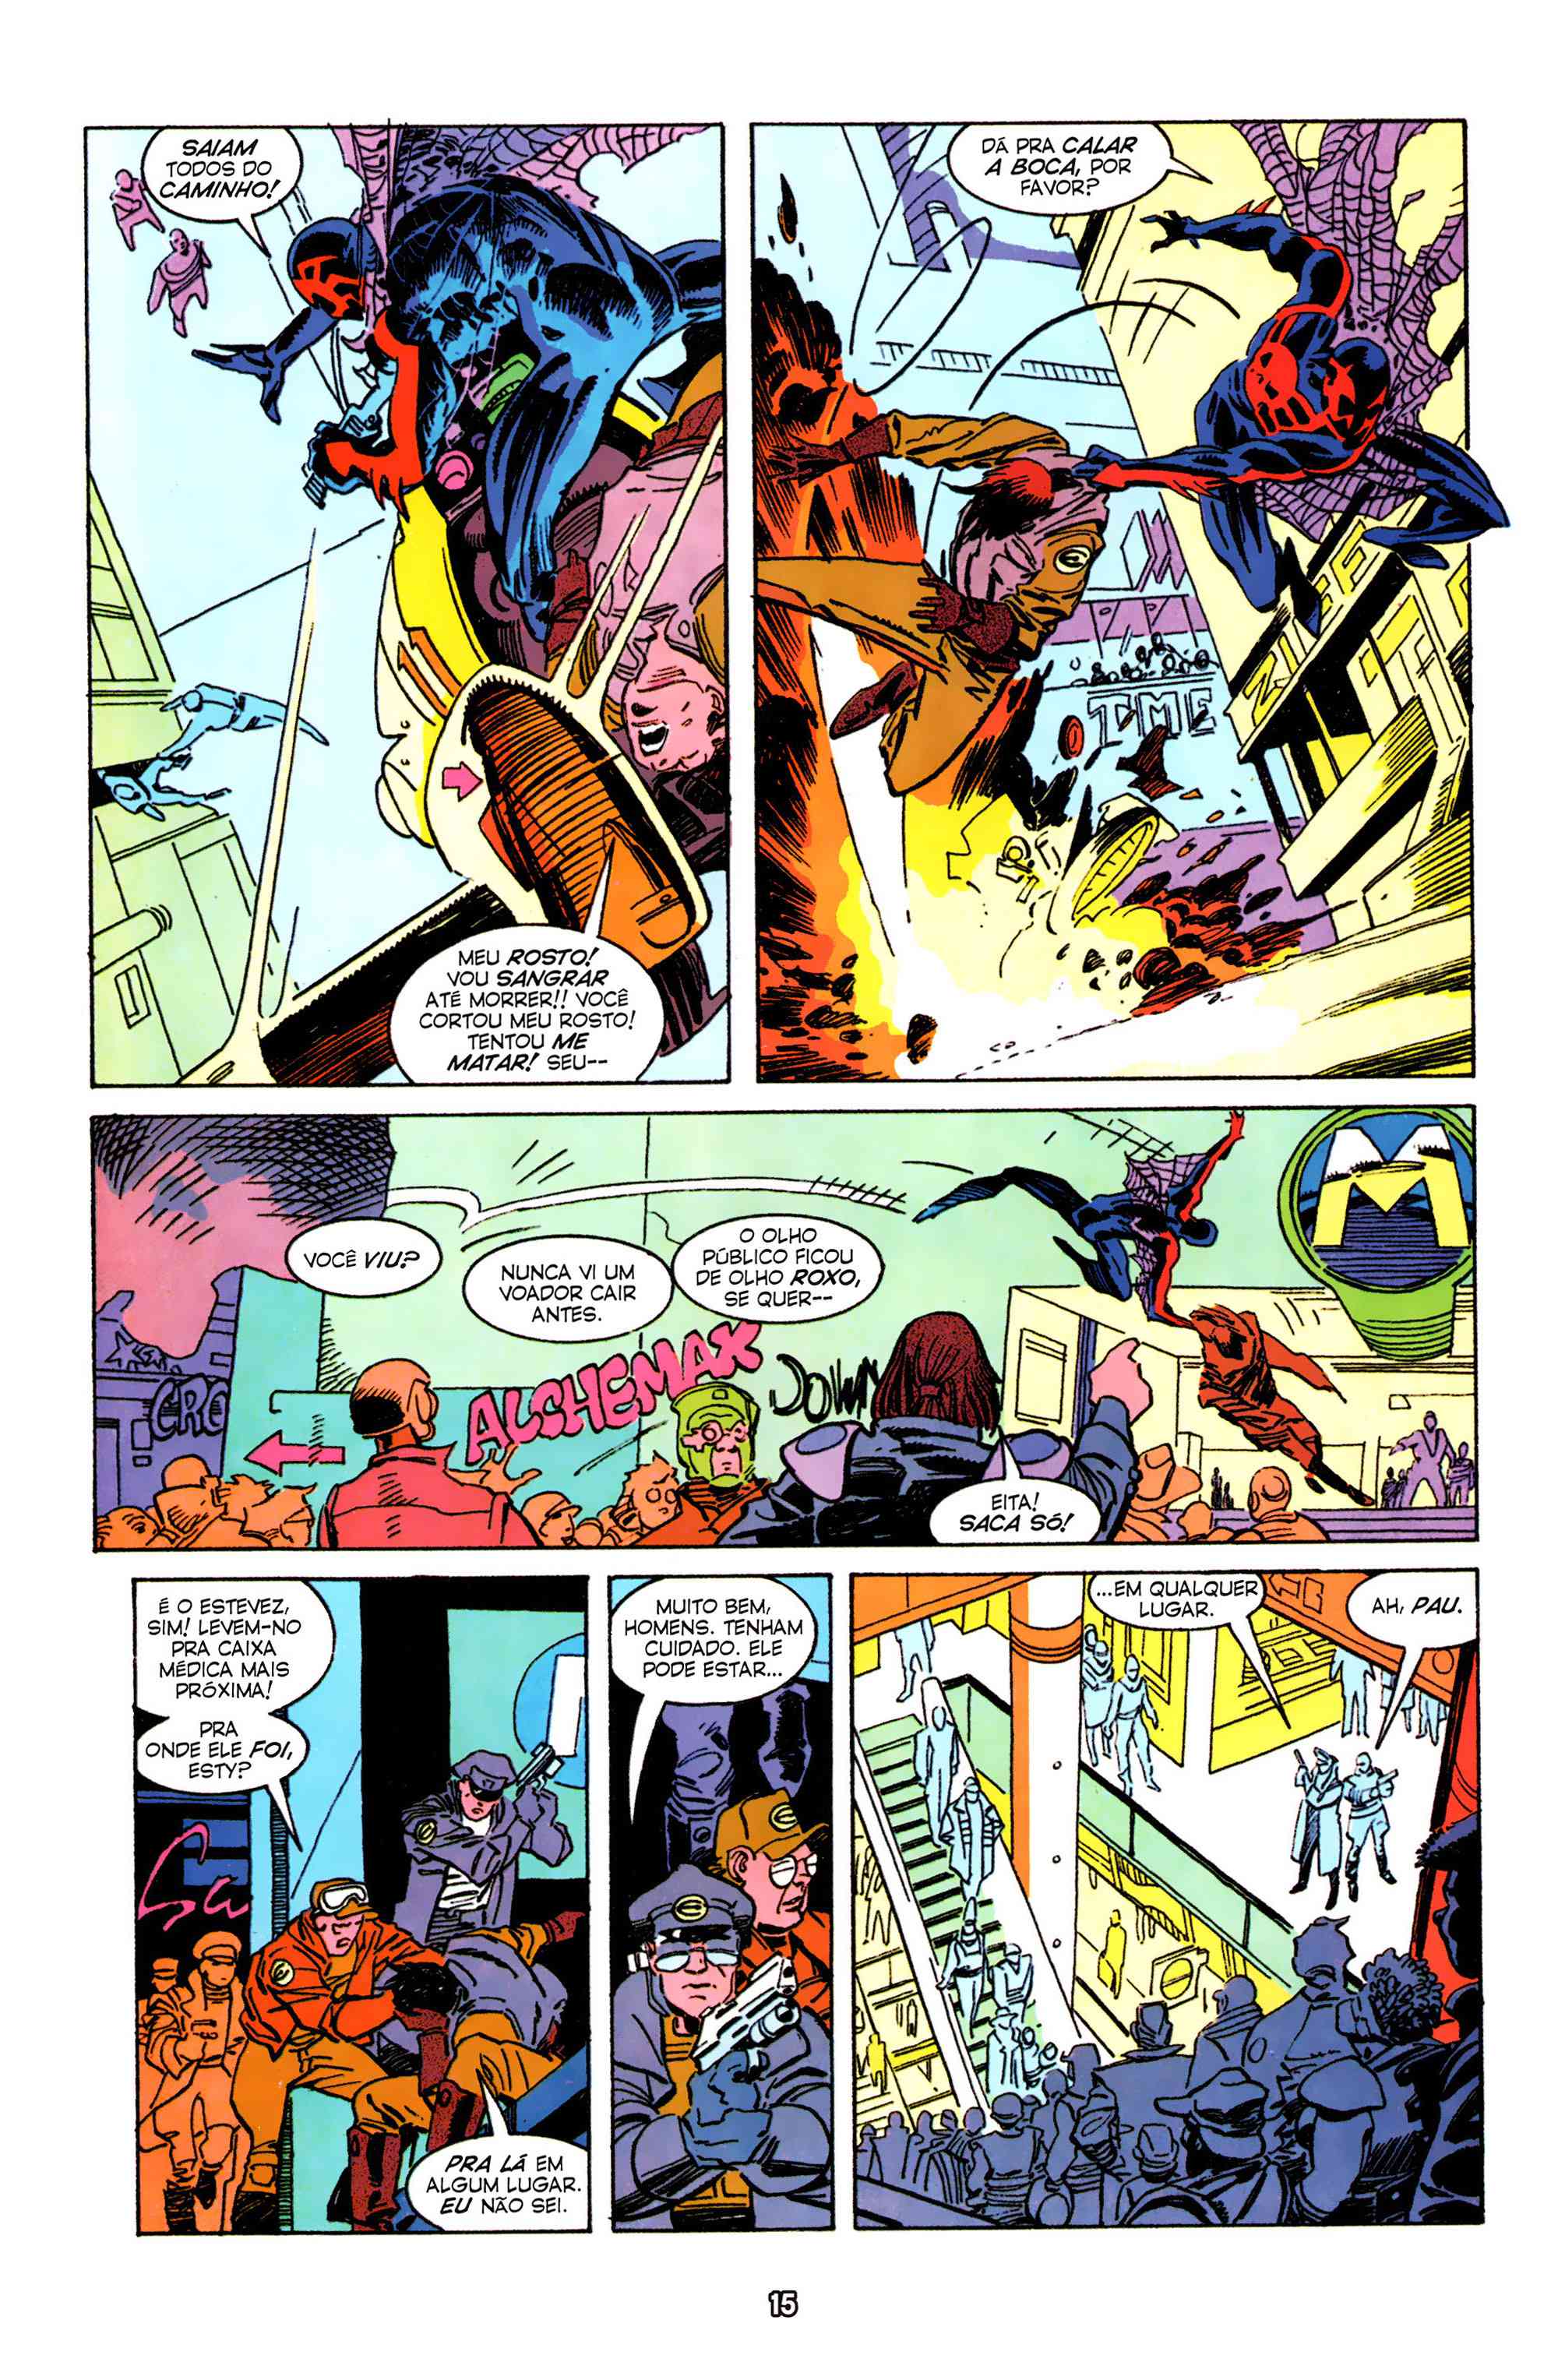 SAIAM
TODOS DO
CAMINHO!
MEU ROSTO!
VOU SANGRAR
ATÉ MORRER!! VOCÊ
CORTOU MEU ROSTO!
TENTOU ME
MATAR! SEU--
DÁ PRA CALAR
A BOCA, POR
FAVOR?
TME
VOCÊ VIU?
NUNCA VI UM
VOADOR CAIR
ANTES.
O OLHO
PÚBLICO FICOU
DE OLHO ROXO,
SE QUER--
M
CRO
ALCHEMAX
DOWN
EITA!
SACA SÓ!
É O ESTEVEZ,
SIM! LEVEM-NO
PRA CAIXA
MÉDICA MAIS
PRÓXIMA!
PRA
ONDE ELE FOI,
ESTY?
PRA LÁ EM
ALGUM LUGAR.
EU NÃO SEI.
MUITO BEM,
HOMENS. TENHAM
CUIDADO. ELE
PODE ESTAR...
...EM QUALQUER
LUGAR.
AH, PAU.
15